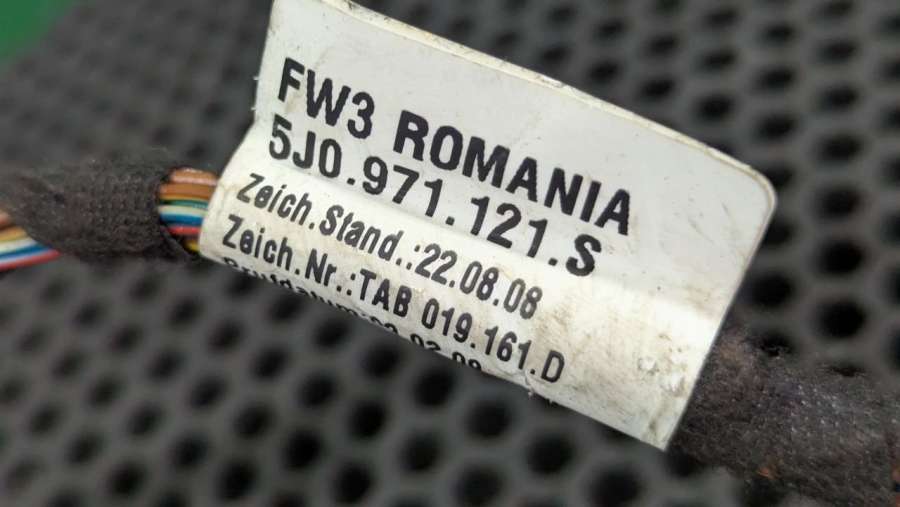 FW3 ROMANIA
5J0.971.121.S
Zeich.Stand.:22.08.08
Zeich.Nr.:TAB 019.161.D